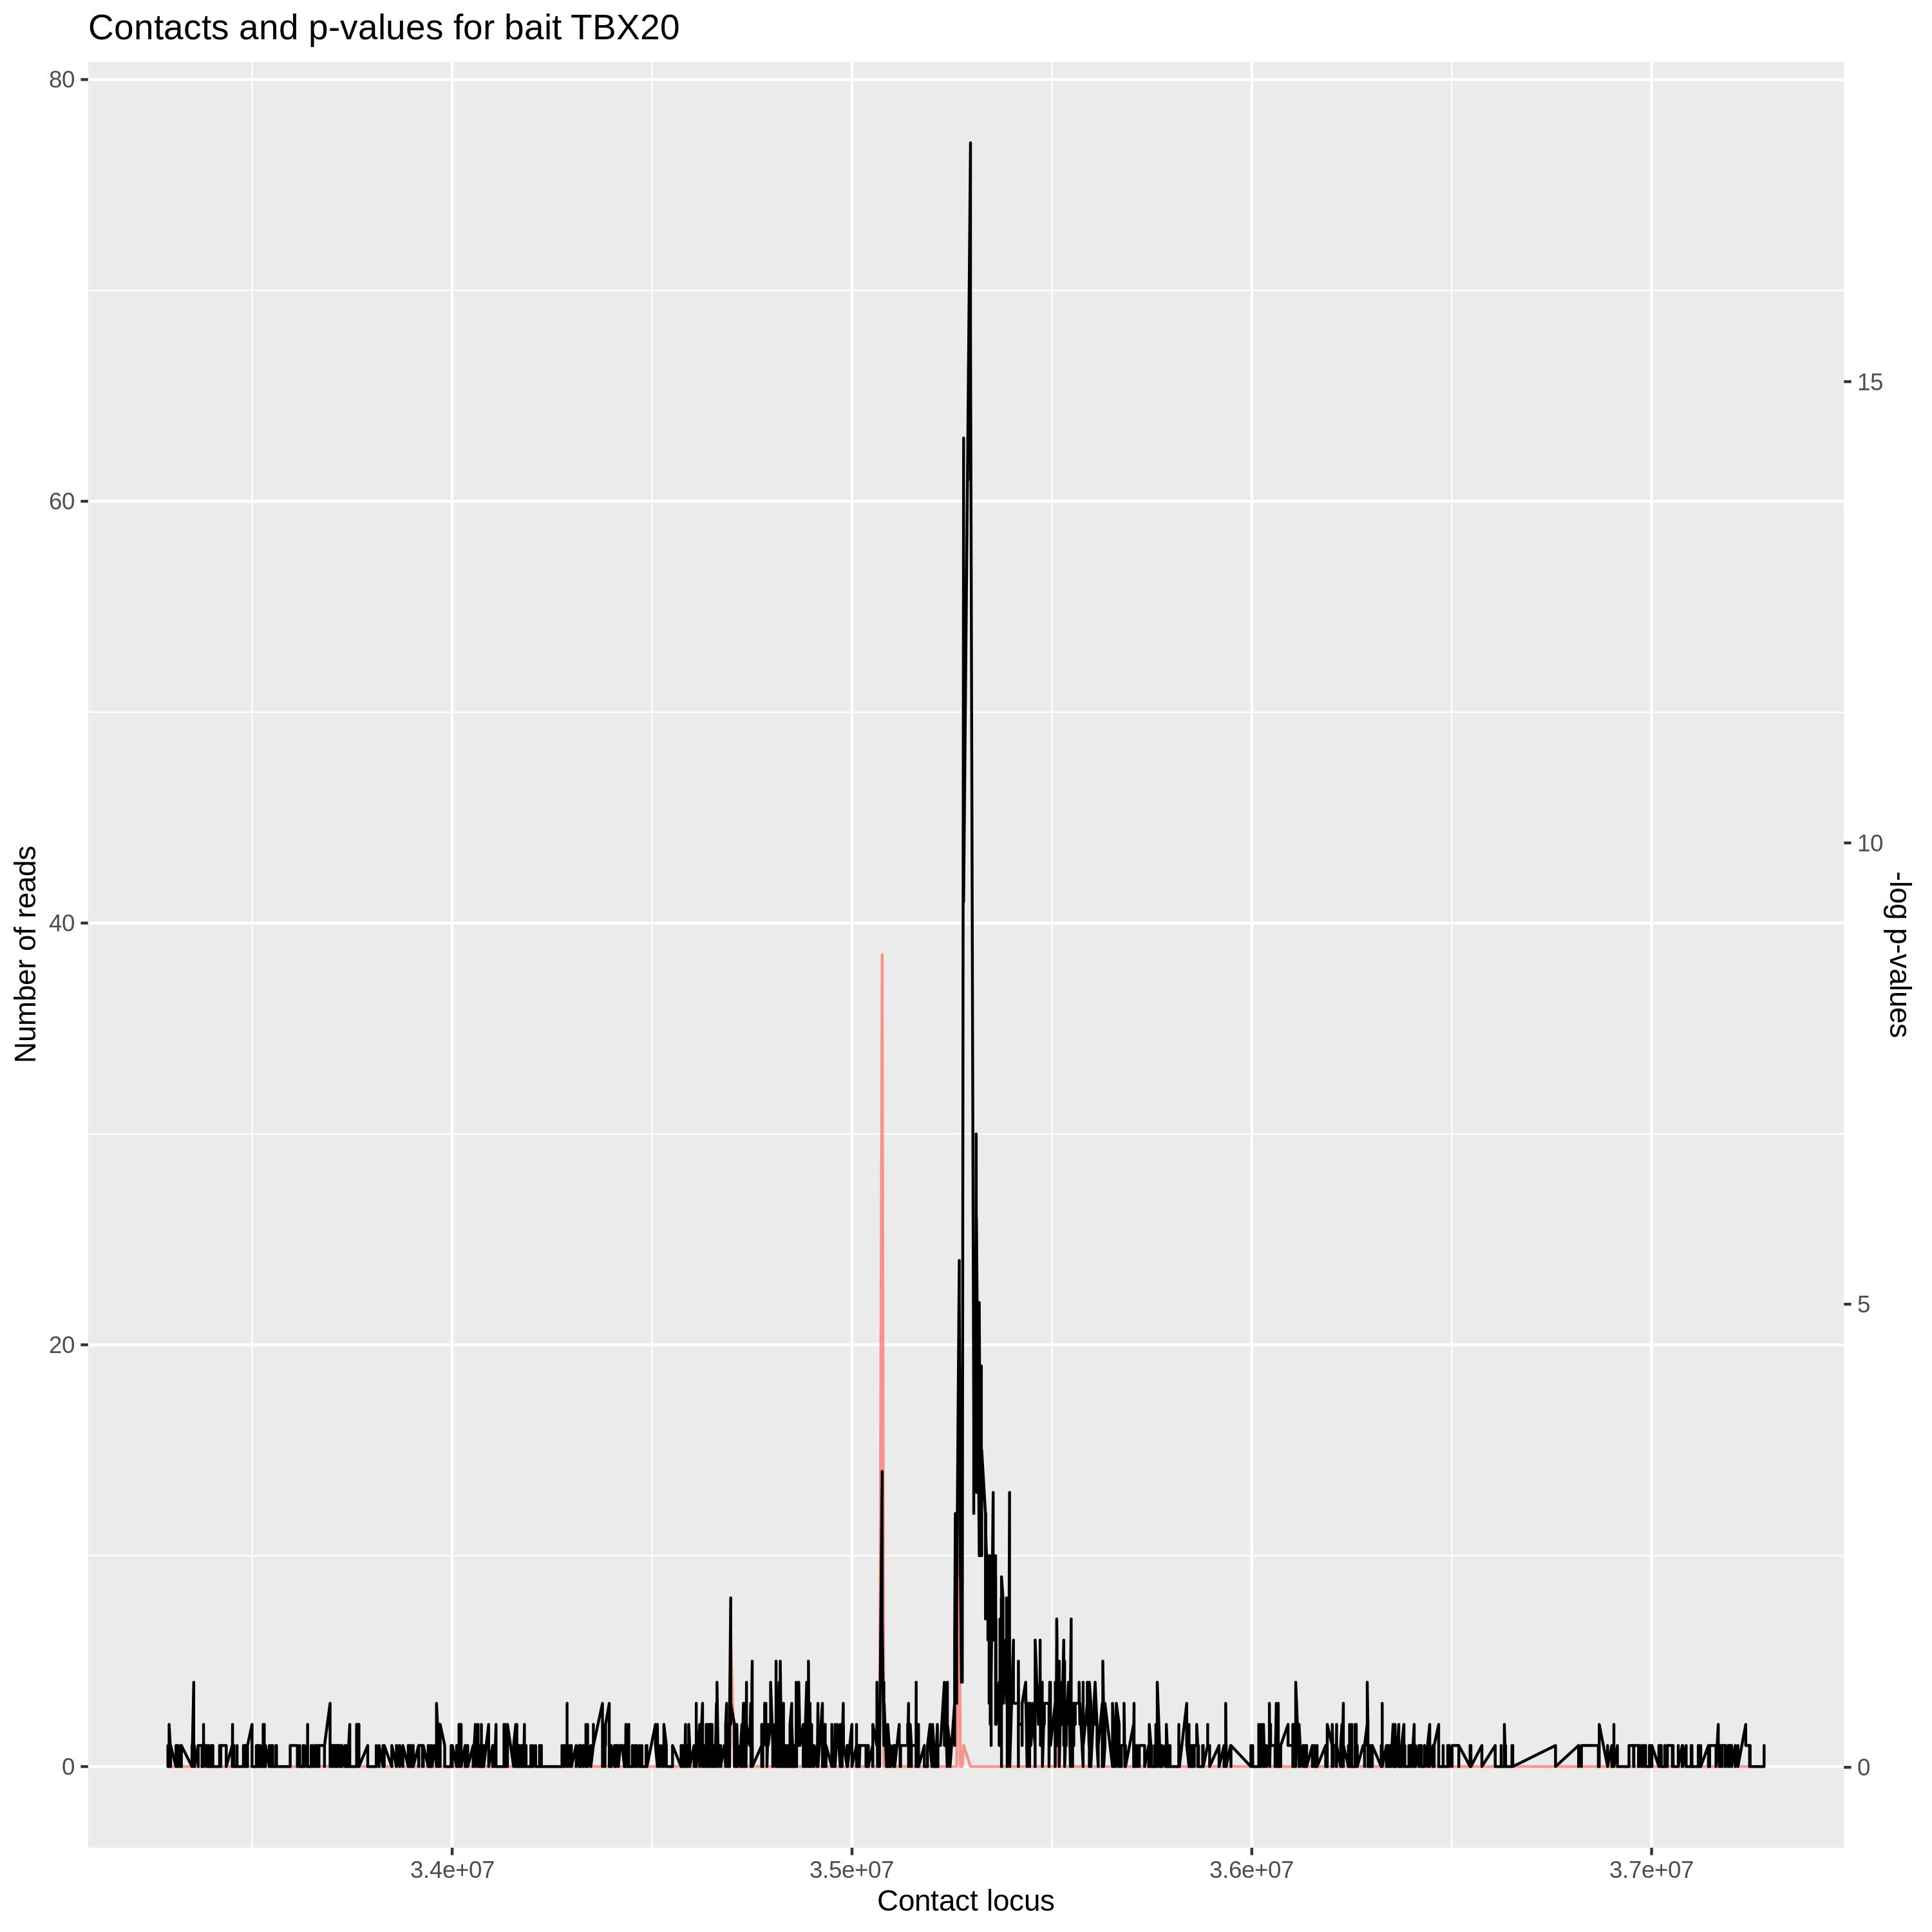 Contacts and p-values for bait TBX20
80
60
40
20
0
15
10
5
0
Number of reads
-log p-values
3.4e+07 3.5e+07 3.6e+07 3.7e+07
Contact locus